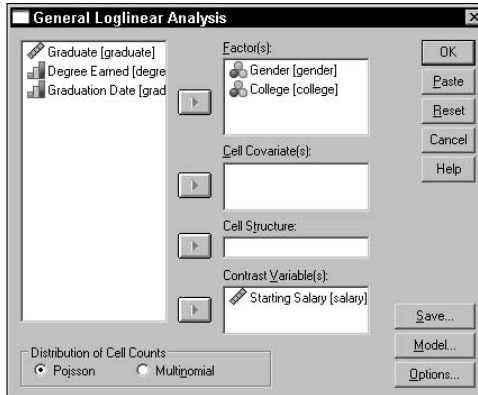 General Loglinear Analysis
Graduate [graduate]
Degree Earned [degre
Graduation Date [grad
Factor(s):
Gender [gender]
College [college]
Cell Covariate(s):
Cell Structure:
Contrast Variable(s):
Starting Salary [salary]
Distribution of Cell Counts
Poisson
Multinomial
OK
Paste
Reset
Cancel
Help
Save...
Model...
Options...